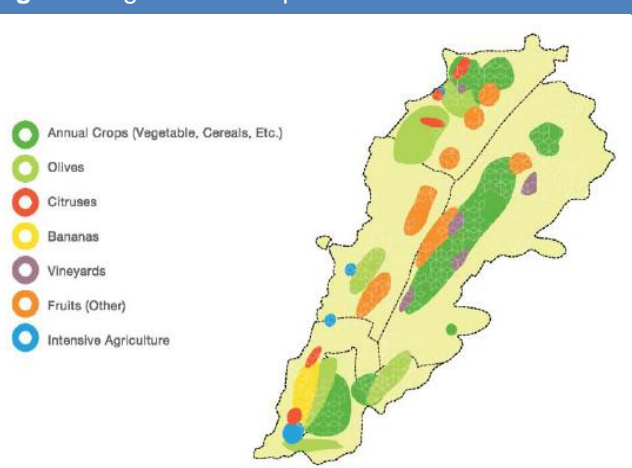 Annual Crops (Vegetable, Cereals, Etc.)
Olives
Citruses
Bananas
Vineyards
Fruits (Other)
Intensive Agriculture